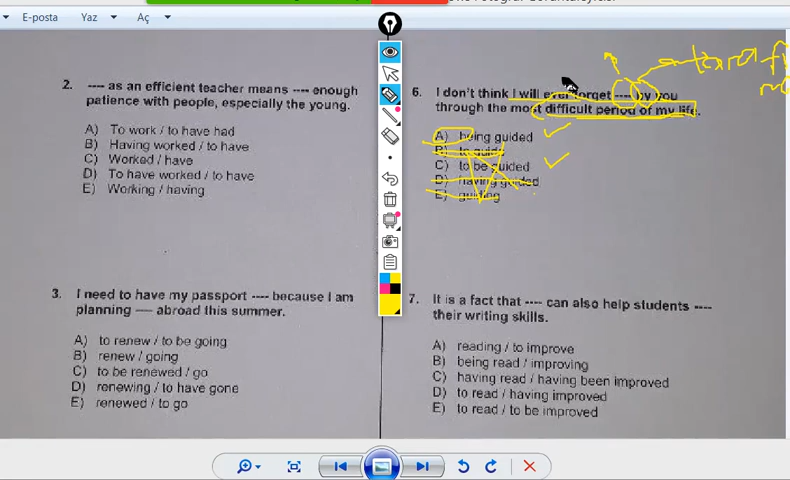 E-posta
Yaz
Aç
2. ---- as an efficient teacher means ---- enough
patience with people, especially the young.
A) To work / to have had
B) Having worked / to have
C) Worked / have
D) To have worked / to have
E) Working / having
3. I need to have my passport ---- because I am
planning ---- abroad this summer.
A) to renew / to be going
B) renew / going
C) to be renewed / go
D) renewing / to have gone
E) renewed / to go
6. I don't think I will ever forget ---- by you
through the most difficult period of my life.
A) being guided
B) to guide
C) to be guided
D) having guided
E) guiding
7. It is a fact that ---- can also help students ----
their writing skills.
A) reading / to improve
B) being read / improving
C) having read / having been improved
D) to read / having improved
E) to read / to be improved